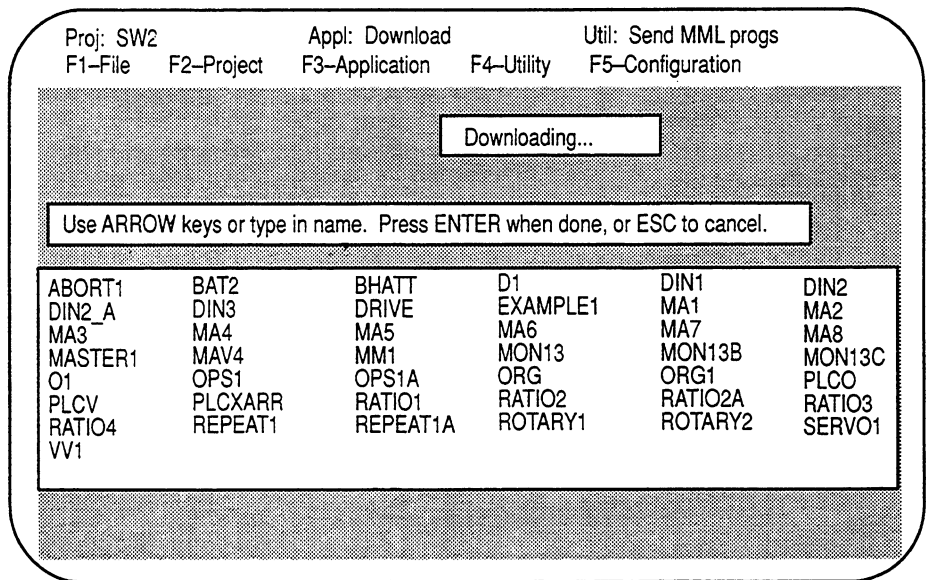 Proj: SW2 Appl: Download Util: Send MML progs
F1–File F2–Project F3–Application F4–Utility F5–Configuration
Downloading...
Use ARROW keys or type in name. Press ENTER when done, or ESC to cancel.
ABORT1 BAT2 BHATT D1 DIN1 DIN2
DIN2_A DIN3 DRIVE EXAMPLE1 MA1 MA2
MA3 MA4 MA5 MA6 MA7 MA8
MASTER1 MAV4 MM1 MON13 MON13B MON13C
O1 OPS1 OPS1A ORG ORG1 PLCO
PLCV PLCXARR RATIO1 RATIO2 RATIO2A RATIO3
RATIO4 REPEAT1 REPEAT1A ROTARY1 ROTARY2 SERVO1
VV1